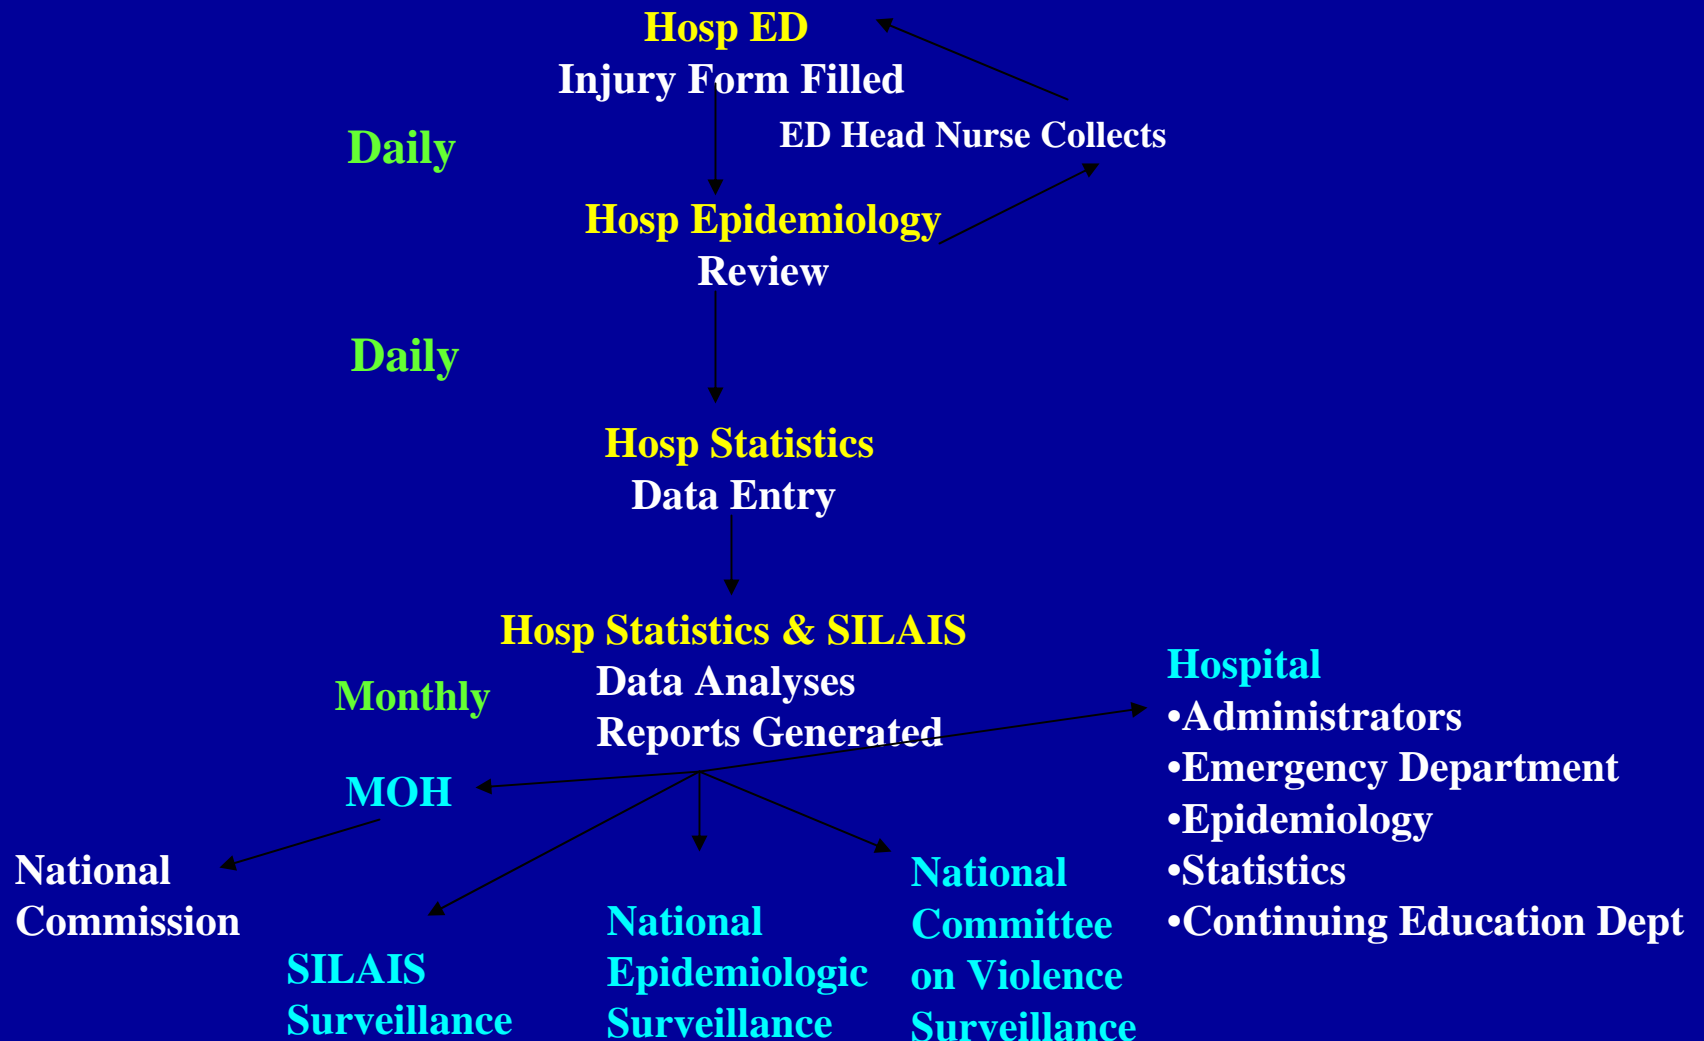 Hosp ED
Injury Form Filled
ED Head Nurse Collects
Daily
Hosp Epidemiology
Review
Daily
Hosp Statistics
Data Entry
Hosp Statistics & SILAIS
Data Analyses
Reports Generated
Monthly
Hospital
•Administrators
•Emergency Department
•Epidemiology
•Statistics
•Continuing Education Dept
MOH
National
Commission
SILAIS
Surveillance
National
Epidemiologic
Surveillance
National
Committee
on Violence
Surveillance